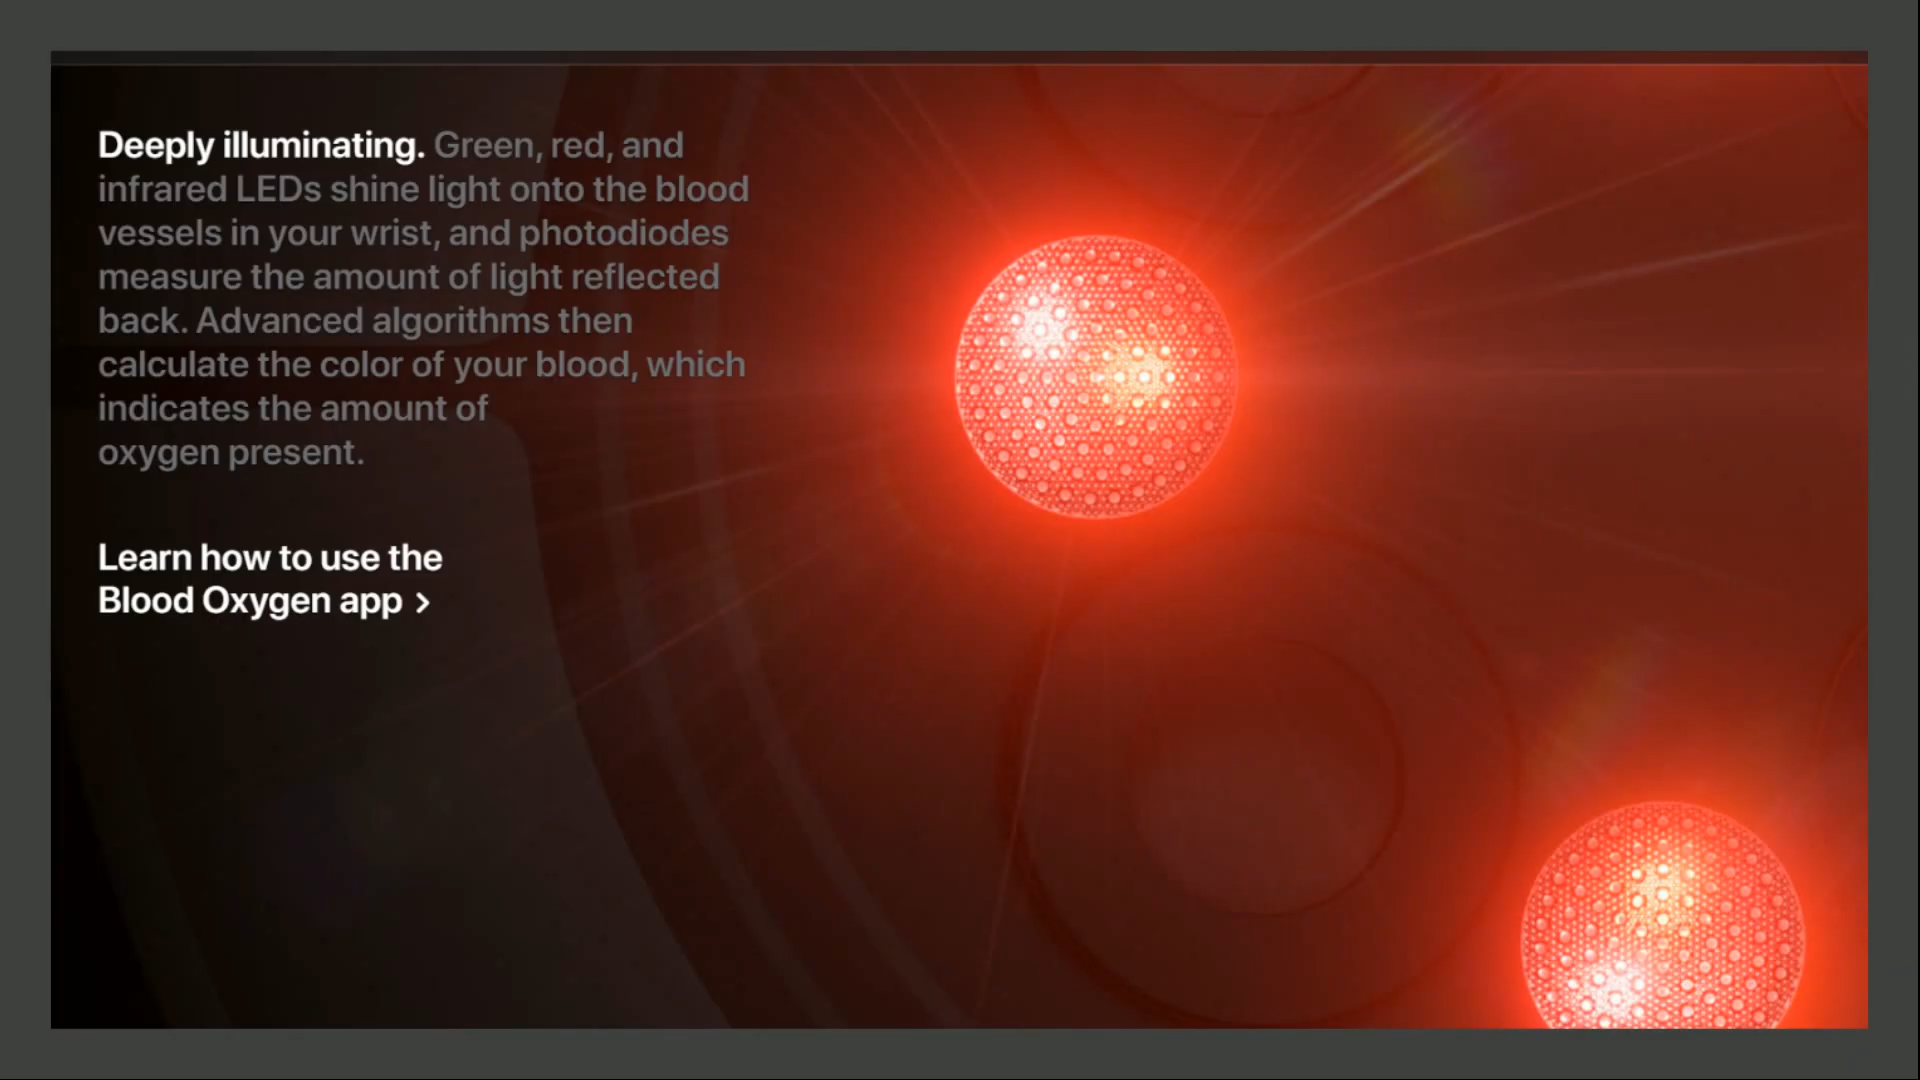 Deeply illuminating. Green, red, and
infrared LEDs shine light onto the blood
vessels in your wrist, and photodiodes
measure the amount of light reflected
back. Advanced algorithms then
calculate the color of your blood, which
indicates the amount of
oxygen present.
Learn how to use the
Blood Oxygen app >